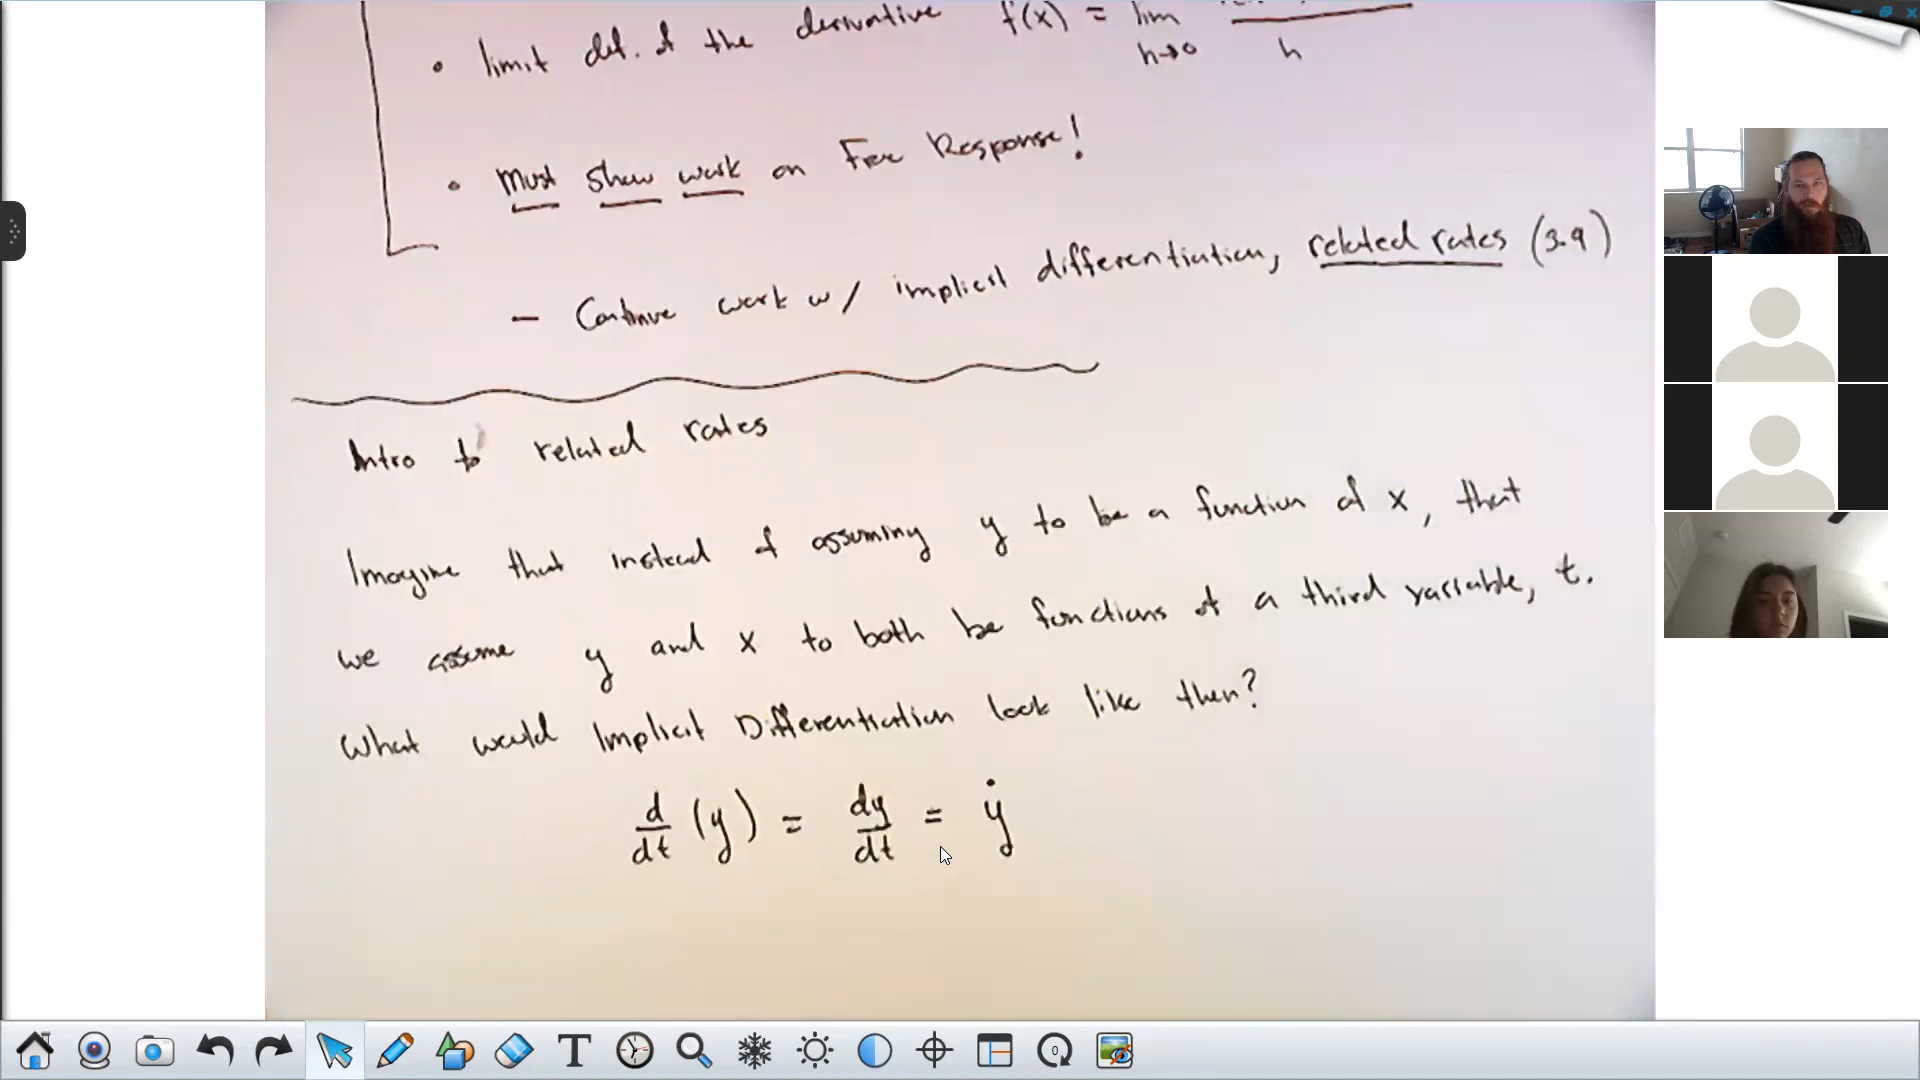 • limit def. of the derivative f'(x) = lim h→0 h
• Must show work on Free Response!
— Continue work w/ implicit differentiation, related rates (3.9)
Intro to related rates
Imagine that instead of assuming y to be a function of x, that
we assume y and x to both be functions of a third variable, t.
What would Implicit Differentiation look like then?
d/dt (y) = dy/dt = ẏ
T
0